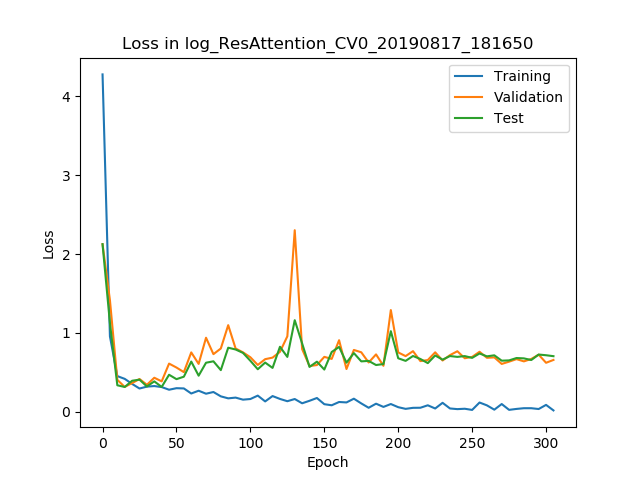 Loss in log_ResAttention_CV0_20190817_181650
Training
Validation
Test
4
3
2
1
0
Loss
0 50 100 150 200 250 300
Epoch